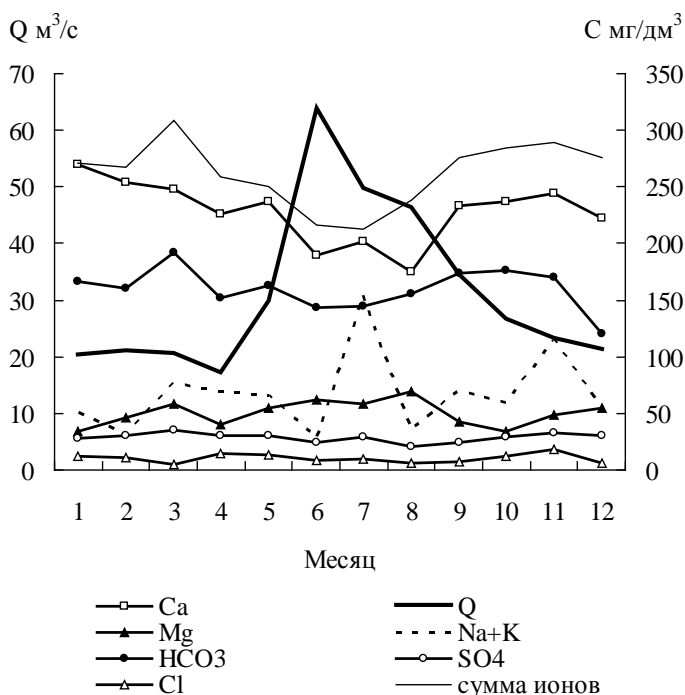 Q м³/с
С мг/дм³
70 350
60 300
50 250
40 200
30 150
20 100
10 50
0 0
1 2 3 4 5 6 7 8 9 10 11 12
Месяц
Ca Q
Mg Na+K
HCO3 SO4
Cl сумма ионов